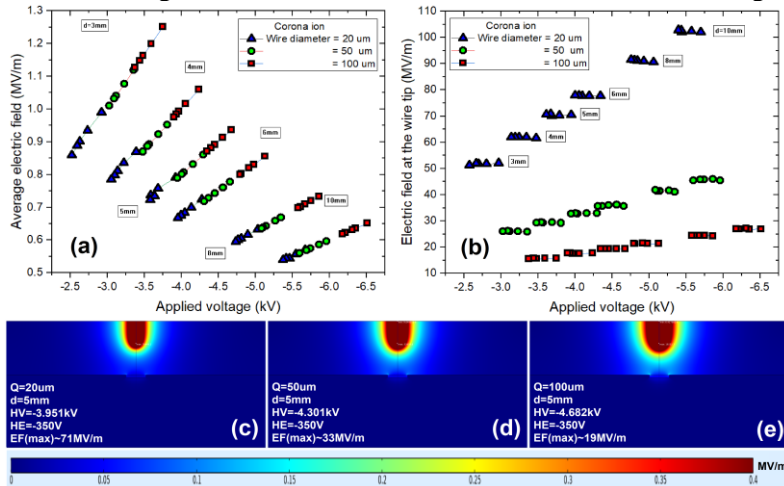 Corona ion
Wire diameter = 20 um
= 50 um
= 100 um
d=3mm
4mm
6mm
5mm
10mm
8mm
(a)
Average electric field (MV/m)
1.3
1.2
1.1
1.0
0.9
0.8
0.7
0.6
0.5
-2.5 -3.0 -3.5 -4.0 -4.5 -5.0 -5.5 -6.0 -6.5
Applied voltage (kV)
Corona ion
Wire diameter = 20 um
= 50 um
= 100 um
d=10mm
8mm
6mm
5mm
4mm
3mm
(b)
Electric field at the wire tip (MV/m)
110
100
90
80
70
60
50
40
30
20
10
-2.5 -3.0 -3.5 -4.0 -4.5 -5.0 -5.5 -6.0 -6.5
Applied voltage (kV)
Q=20um
d=5mm
HV=-3.951kV
HE=-350V
EF(max)~71MV/m
(c)
Q=50um
d=5mm
HV=-4.301kV
HE=-350V
EF(max)~33MV/m
(d)
Q=100um
d=5mm
HV=-4.682kV
HE=-350V
EF(max)~19MV/m
(e)
MV/m
0 0.05 0.1 0.15 0.2 0.25 0.3 0.35 0.4